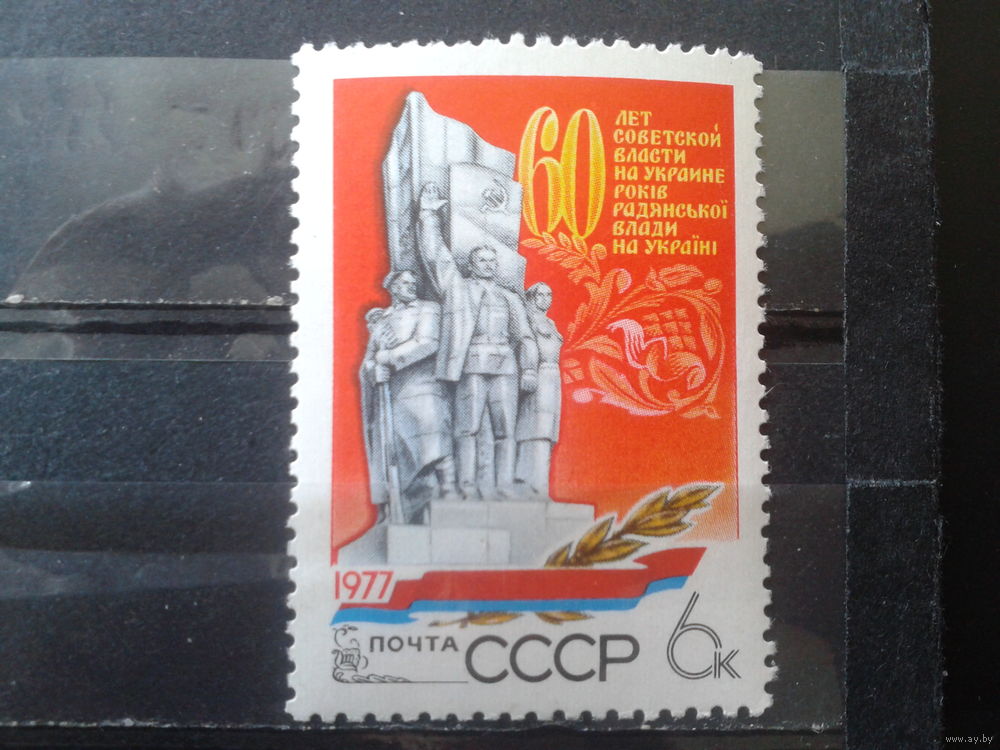 60
ЛЕТ
СОВЕТСКОЙ
ВЛАСТИ
НА УКРАИНЕ
РОКІВ
РАДЯНСЬКОЇ
ВЛАДИ
НА УКРАЇНІ
1977
ПОЧТА СССР 6к
www.ay.by